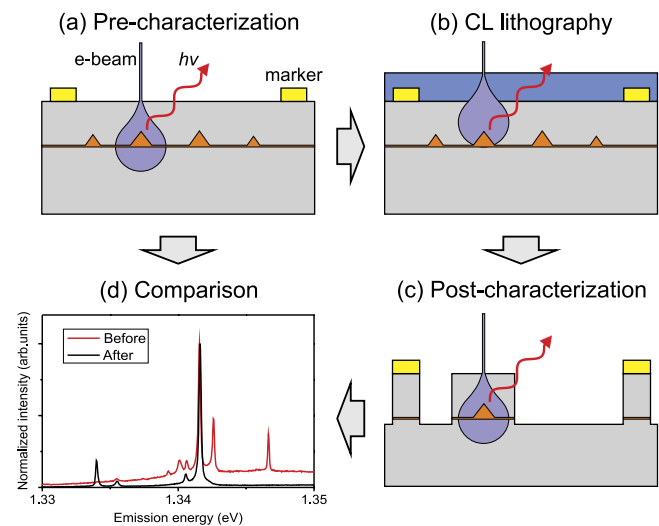 (a) Pre-characterization
(b) CL lithography
e-beam
hν
marker
(d) Comparison
(c) Post-characterization
Normalized intensity (arb.units)
Before
After
1.33
1.34
1.35
Emission energy (eV)